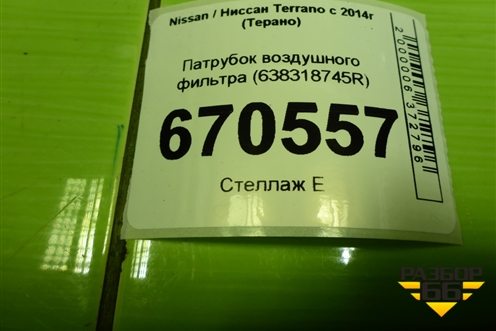 Nissan / Ниссан Terrano с 2014г
(Терано)
Патрубок воздушного
фильтра (638318745R)
670557
Стеллаж Е
2000006372796
РАЗБОР
66